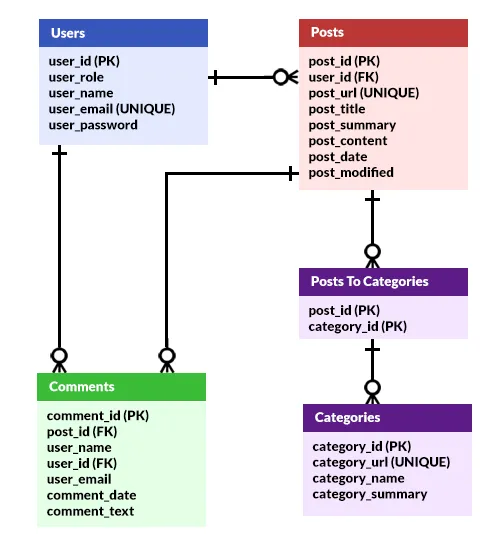 Users
user_id (PK)
user_role
user_name
user_email (UNIQUE)
user_password
Posts
post_id (PK)
user_id (FK)
post_url (UNIQUE)
post_title
post_summary
post_content
post_date
post_modified
Posts To Categories
post_id (PK)
category_id (PK)
Comments
comment_id (PK)
post_id (FK)
user_name
user_id (FK)
user_email
comment_date
comment_text
Categories
category_id (PK)
category_url (UNIQUE)
category_name
category_summary